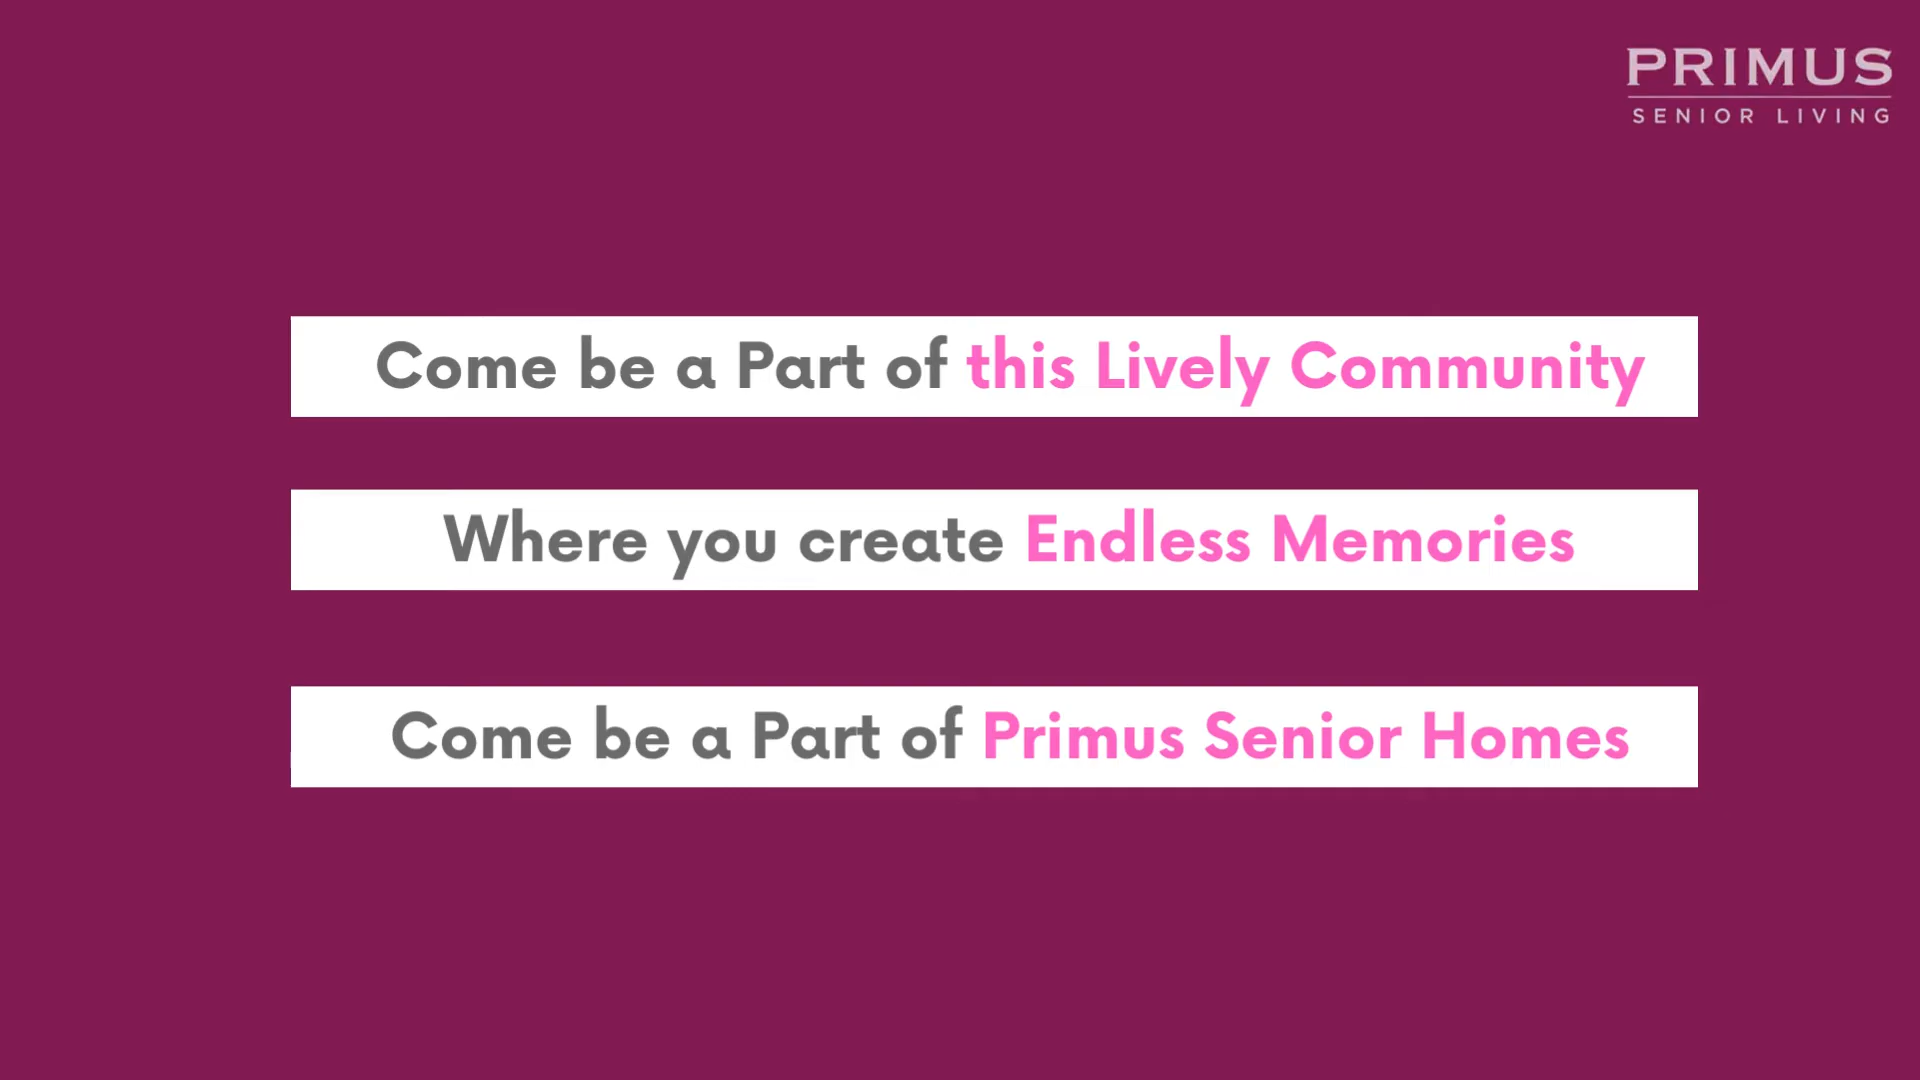 PRIMUS
SENIOR LIVING
Come be a Part of this Lively Community
Where you create Endless Memories
Come be a Part of Primus Senior Homes